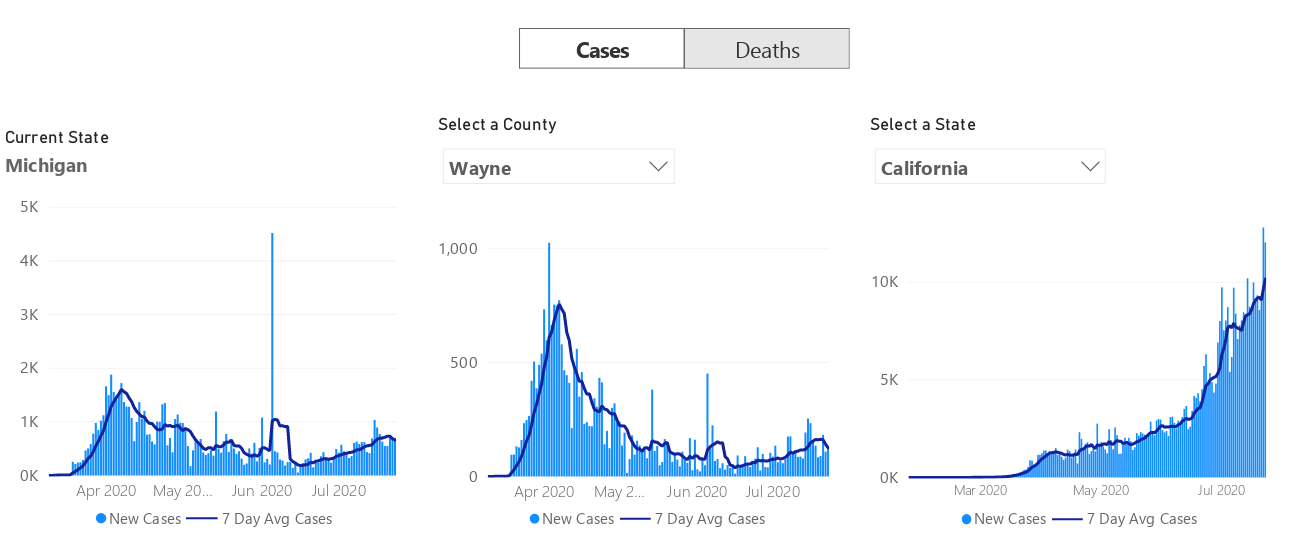 Cases Deaths
Current State
Michigan
5K
4K
3K
2K
1K
0K
Apr 2020 May 20... Jun 2020 Jul 2020
New Cases 7 Day Avg Cases
Select a County
Wayne
1,000
500
0
Apr 2020 May 2... Jun 2020 Jul 2020
New Cases 7 Day Avg Cases
Select a State
California
10K
5K
0K
Mar 2020 May 2020 Jul 2020
New Cases 7 Day Avg Cases